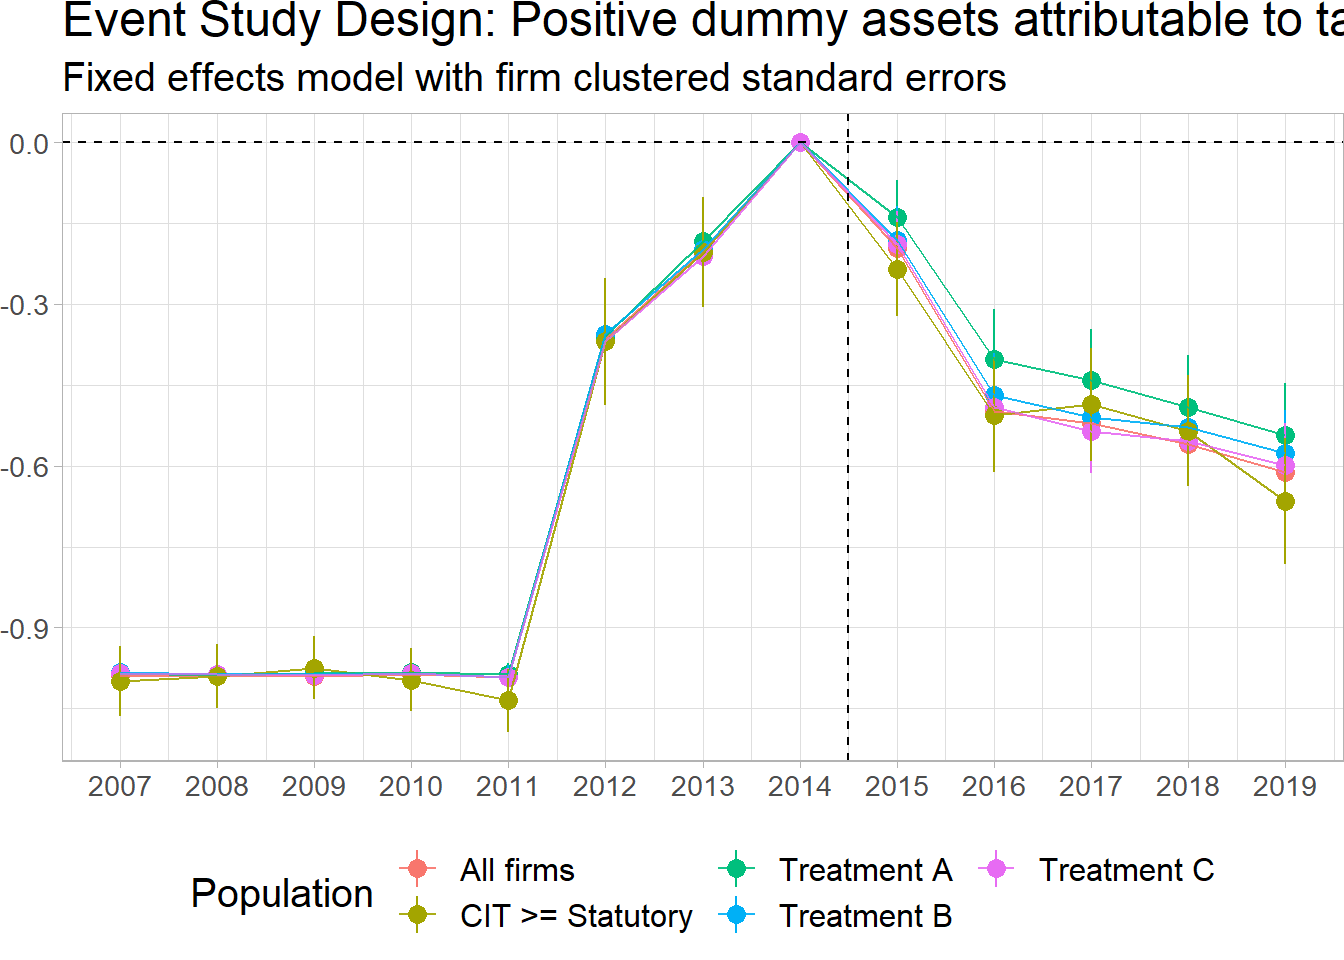 Event Study Design: Positive dummy assets attributable to ta
Fixed effects model with firm clustered standard errors
0.0
-0.3
-0.6
-0.9
2007 2008 2009 2010 2011 2012 2013 2014 2015 2016 2017 2018 2019
Population
All firms Treatment A Treatment C
CIT >= Statutory Treatment B